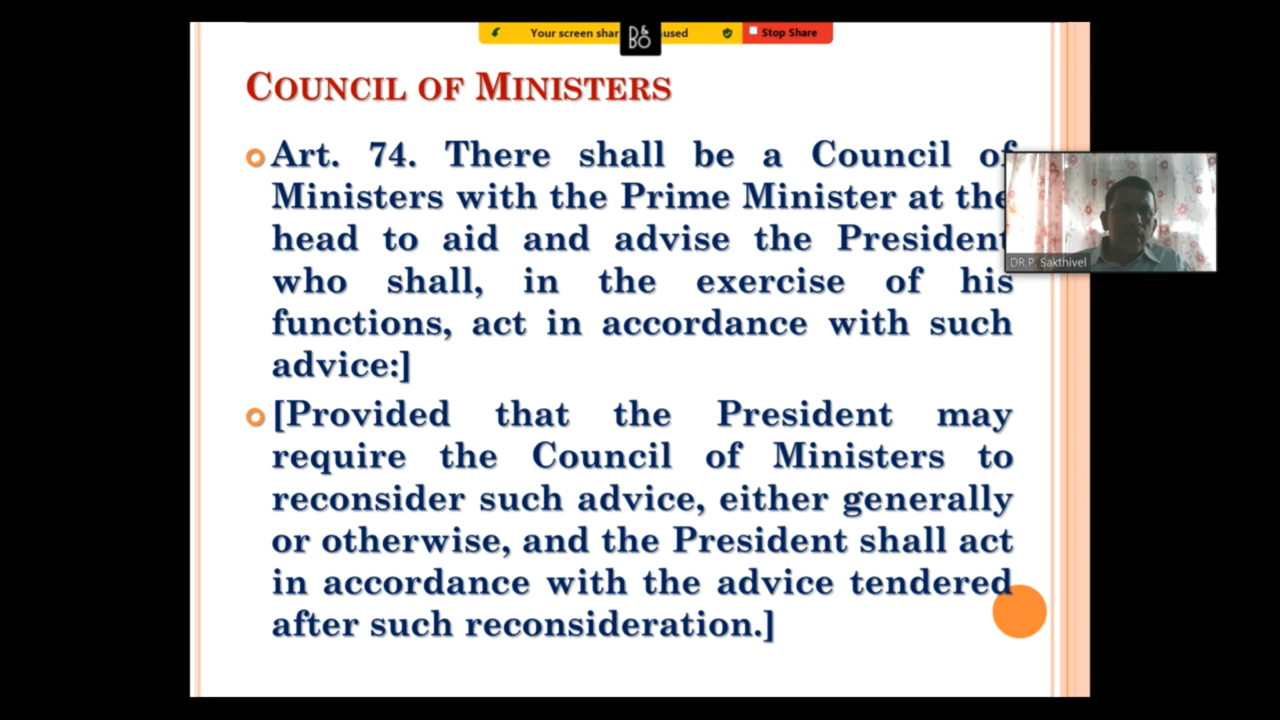 Your screen shar
used
Stop Share
B&
BO
COUNCIL OF MINISTERS
Art. 74. There shall be a Council of
Ministers with the Prime Minister at the
head to aid and advise the President
who shall, in the exercise of his
functions, act in accordance with such
advice:]
[Provided that the President may
require the Council of Ministers to
reconsider such advice, either generally
or otherwise, and the President shall act
in accordance with the advice tendered
after such reconsideration.]
DR.P. Sakthivel